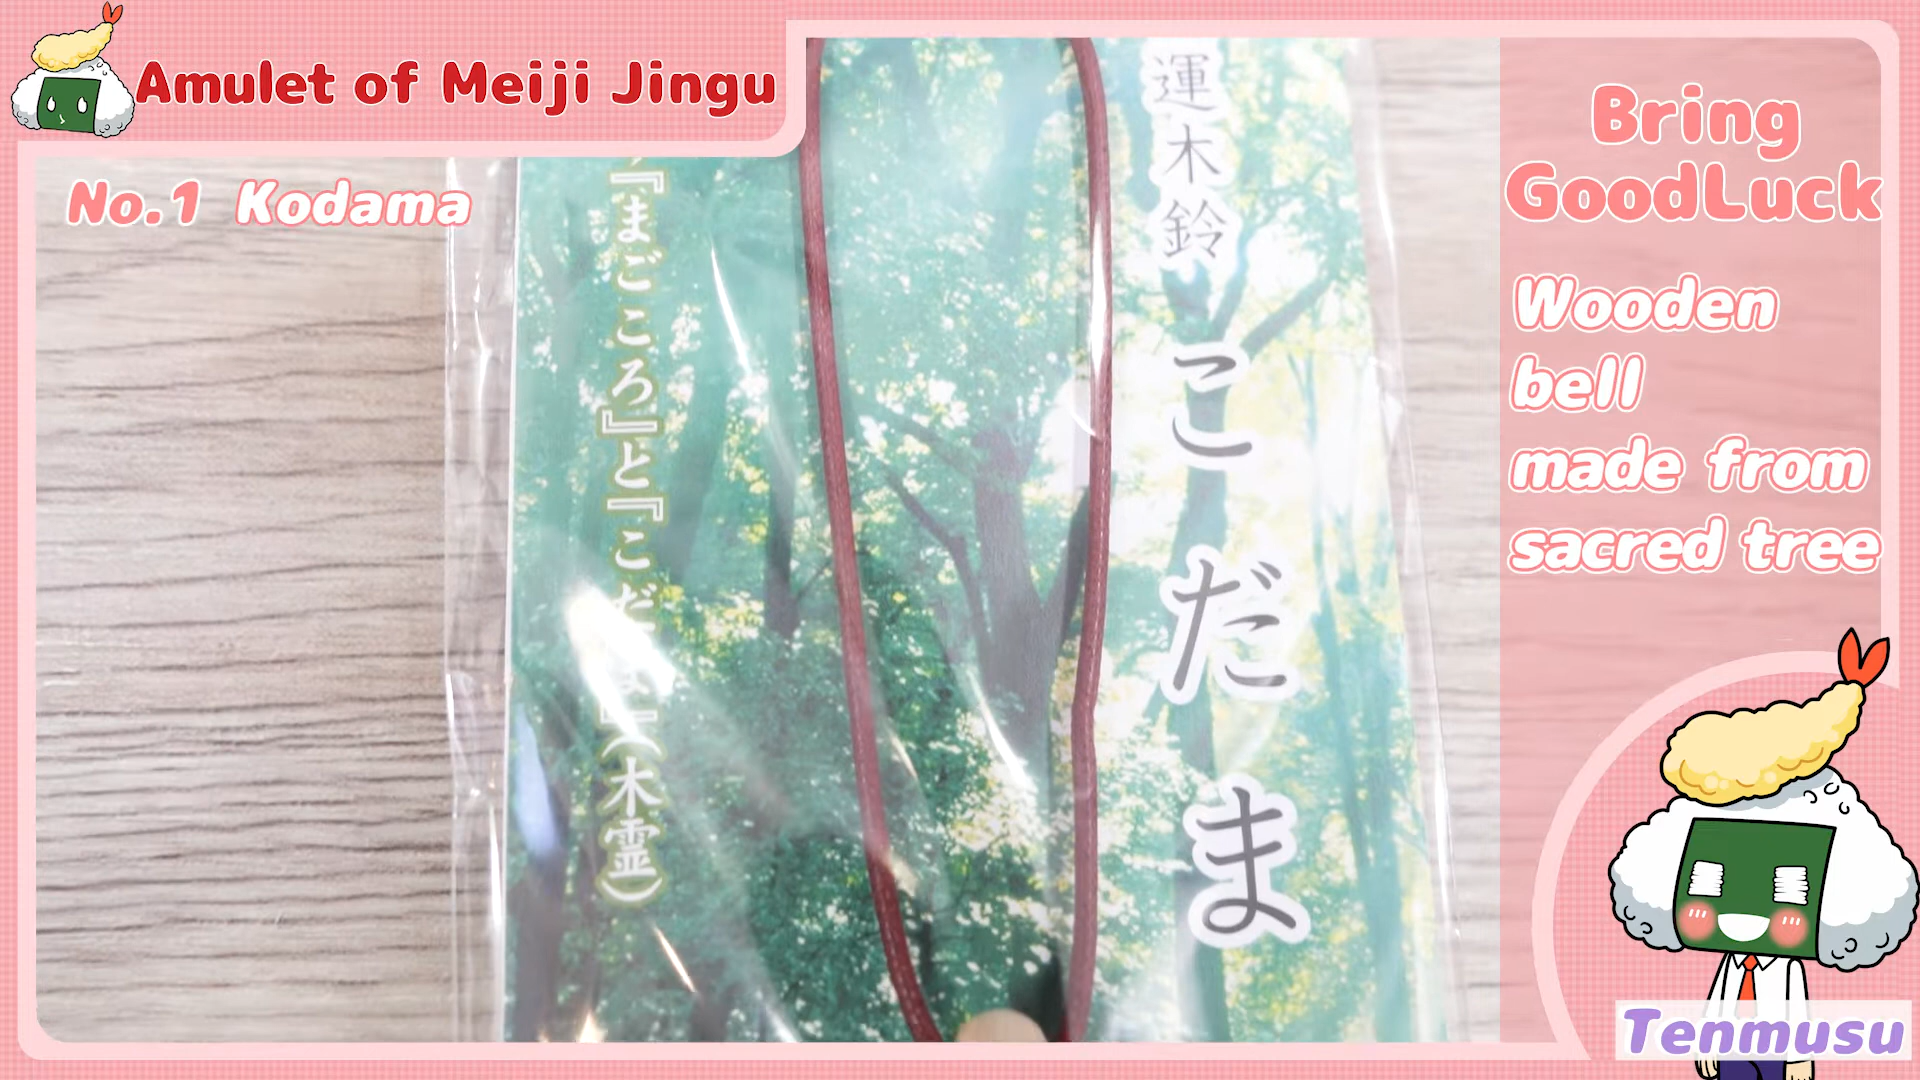 Amulet of Meiji Jingu
No.1 Kodama
運木鈴
こだま
『まごころ』と『こだま』(木霊)
Bring
GoodLuck
Wooden
bell
made from
sacred tree
Tenmusu